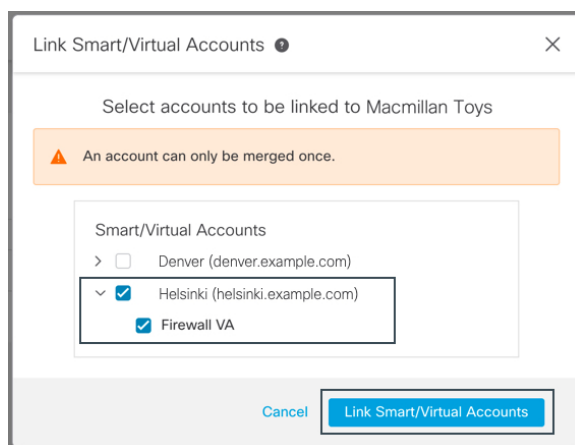 Link Smart/Virtual Accounts ?
Select accounts to be linked to Macmillan Toys
An account can only be merged once.
Smart/Virtual Accounts
Denver (denver.example.com)
Helsinki (helsinki.example.com)
Firewall VA
Cancel Link Smart/Virtual Accounts